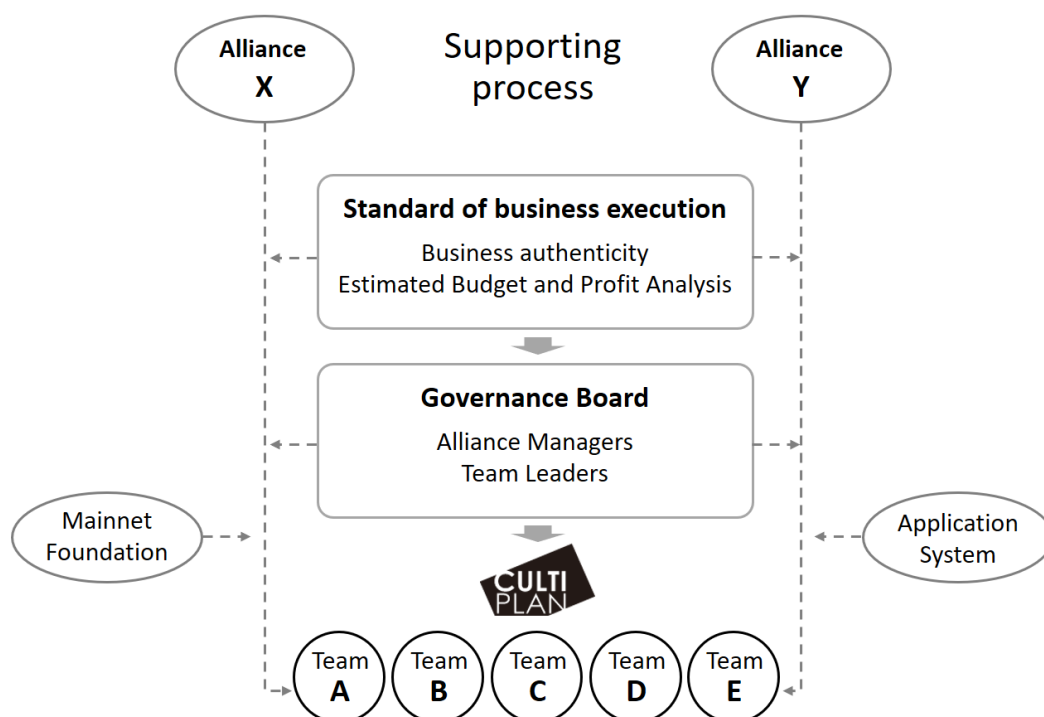 Alliance
X
Supporting
process
Alliance
Y
Standard of business execution
Business authenticity
Estimated Budget and Profit Analysis
Governance Board
Alliance Managers
Team Leaders
Mainnet
Foundation
Application
System
CULTI
PLAN
Team
A
Team
B
Team
C
Team
D
Team
E